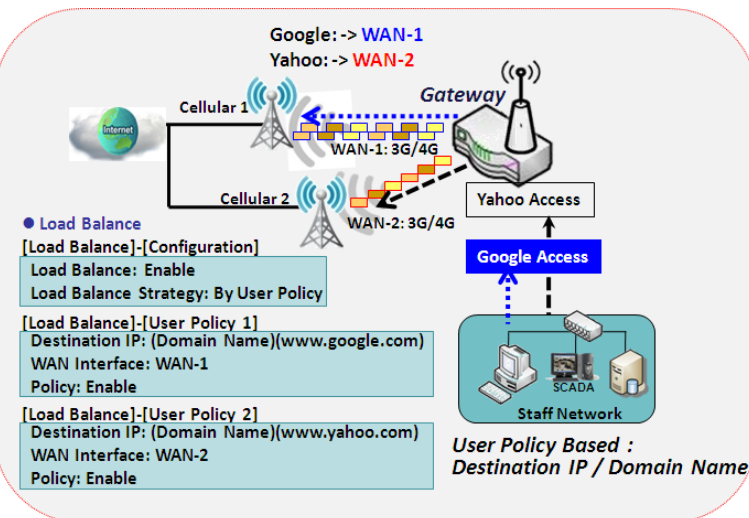 Google: -> WAN-1
Yahoo: -> WAN-2
Gateway
Cellular 1
Internet
WAN-1: 3G/4G
Cellular 2
WAN-2: 3G/4G
Yahoo Access
Google Access
SCADA
Staff Network
User Policy Based :
Destination IP / Domain Name
● Load Balance
[Load Balance]-[Configuration]
Load Balance: Enable
Load Balance Strategy: By User Policy
[Load Balance]-[User Policy 1]
Destination IP: (Domain Name)(www.google.com)
WAN Interface: WAN-1
Policy: Enable
[Load Balance]-[User Policy 2]
Destination IP: (Domain Name)(www.yahoo.com)
WAN Interface: WAN-2
Policy: Enable